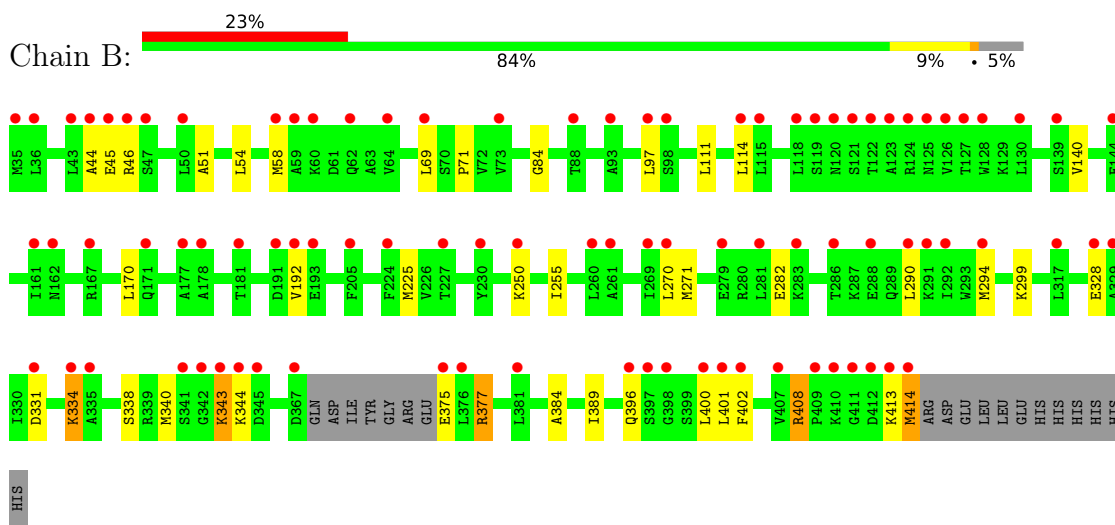 23%
Chain B:
84% 9% • 5%
M35 L36 L43 A44 E45 R46 S47 L50 A51 L54 M58 A59 K60 D61 Q62 A63 V64 L69 S70 P71 V72 V73 G84 T88 A93 L97 S98 L111 L114 L115 L118 S119 N120 S121 T122 A123 R124 N125 V126 T127 W128 K129 L130 S139 V140
I161 N162 R167 L170 Q171 A177 A178 T181 D191 V192 E193 F205 F224 M225 V226 T227 Y230 K250 I255 L260 A261 I269 L270 M271 E279 R280 L281 E282 K283 T286 K287 E288 Q289 L290 K291 I292 W293 M294 K299 L317 E328
I330 D331 K334 A335 S338 R339 M340 S341 G342 K343 K344 D345 D367 GLN ASP ILE TYR GLY ARG GLU E375 L376 R377 L381 A384 I389 Q396 S397 G398 S399 L400 L401 F402 V407 R408 P409 K410 G411 D412 K413 M414 ARG ASP GLU LEU LEU GLU HIS HIS HIS HIS HIS
HIS